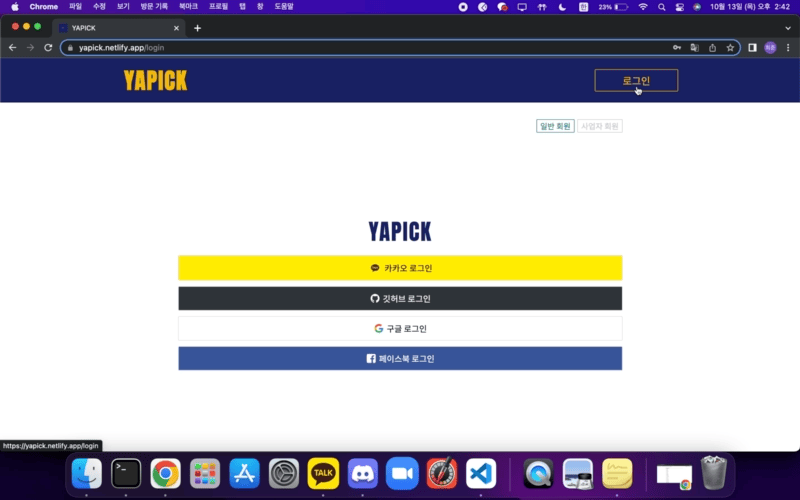 Chrome 파일 수정 보기 방문 기록 북마크 프로필 탭 창 도움말 한 23% 10월 13일 (목) 오후 2:42
YAPICK
yapick.netlify.app/login
YAPICK
로그인
일반 회원 사업자 회원
YAPICK
카카오 로그인
깃허브 로그인
구글 로그인
페이스북 로그인
https://yapick.netlify.app/login
TALK